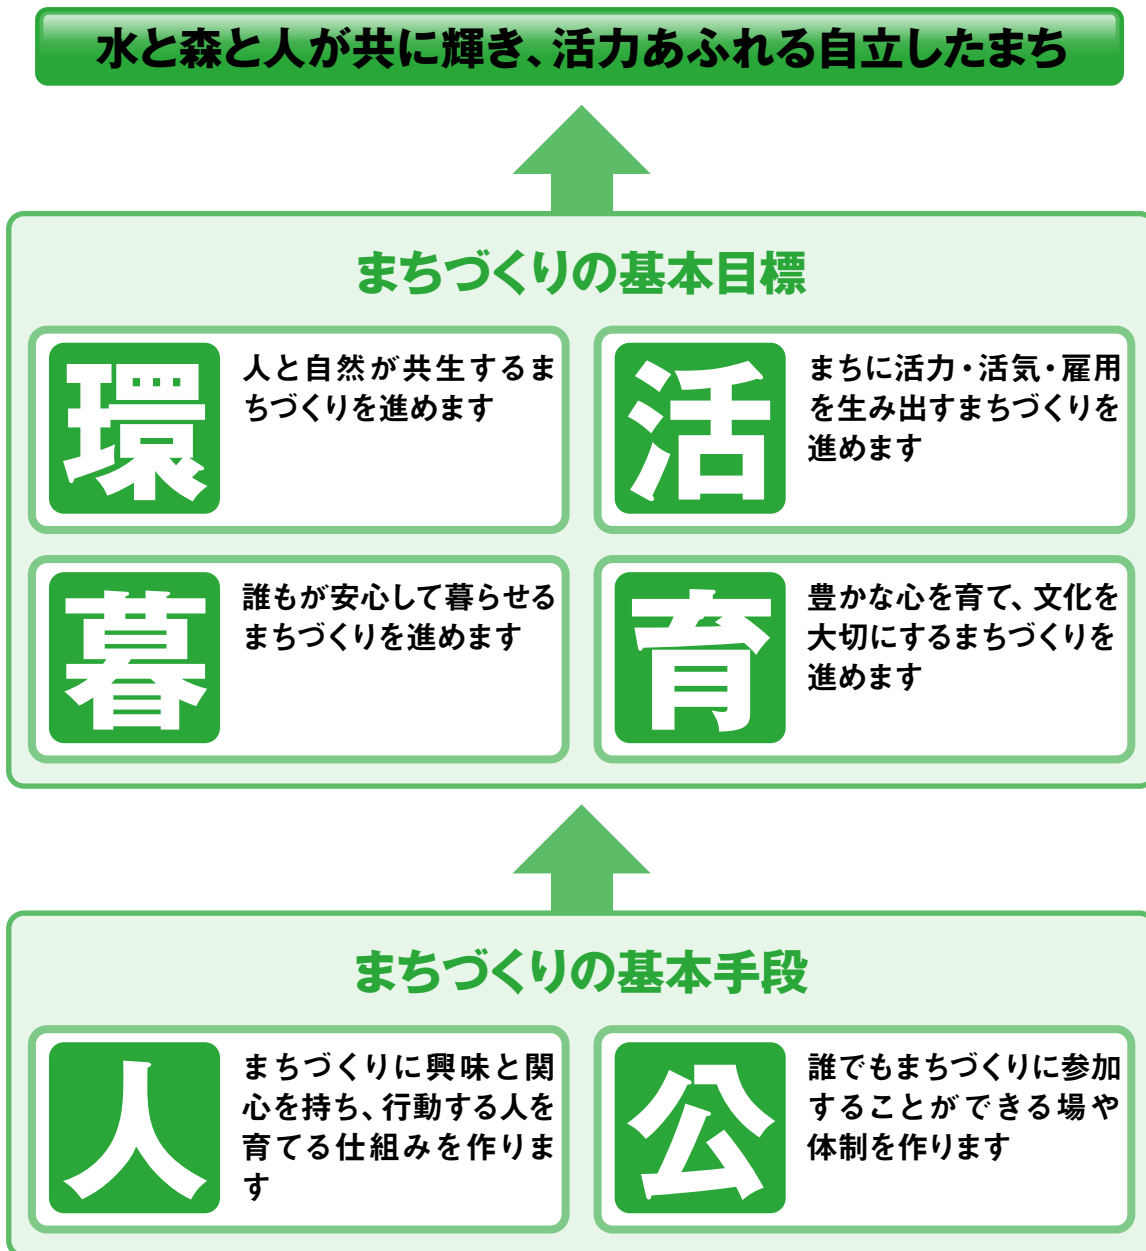 水と森と人が共に輝き、活力あふれる自立したまち
まちづくりの基本目標
環
人と自然が共生するま
ちづくりを進めます
活
まちに活力・活気・雇用
を生み出すまちづくりを
進めます
暮
誰もが安心して暮らせる
まちづくりを進めます
育
豊かな心を育て、文化を
大切にするまちづくりを
進めます
まちづくりの基本手段
人
まちづくりに興味と関
心を持ち、行動する人を
育てる仕組みを作りま
す
公
誰でもまちづくりに参加
することができる場や
体制を作ります